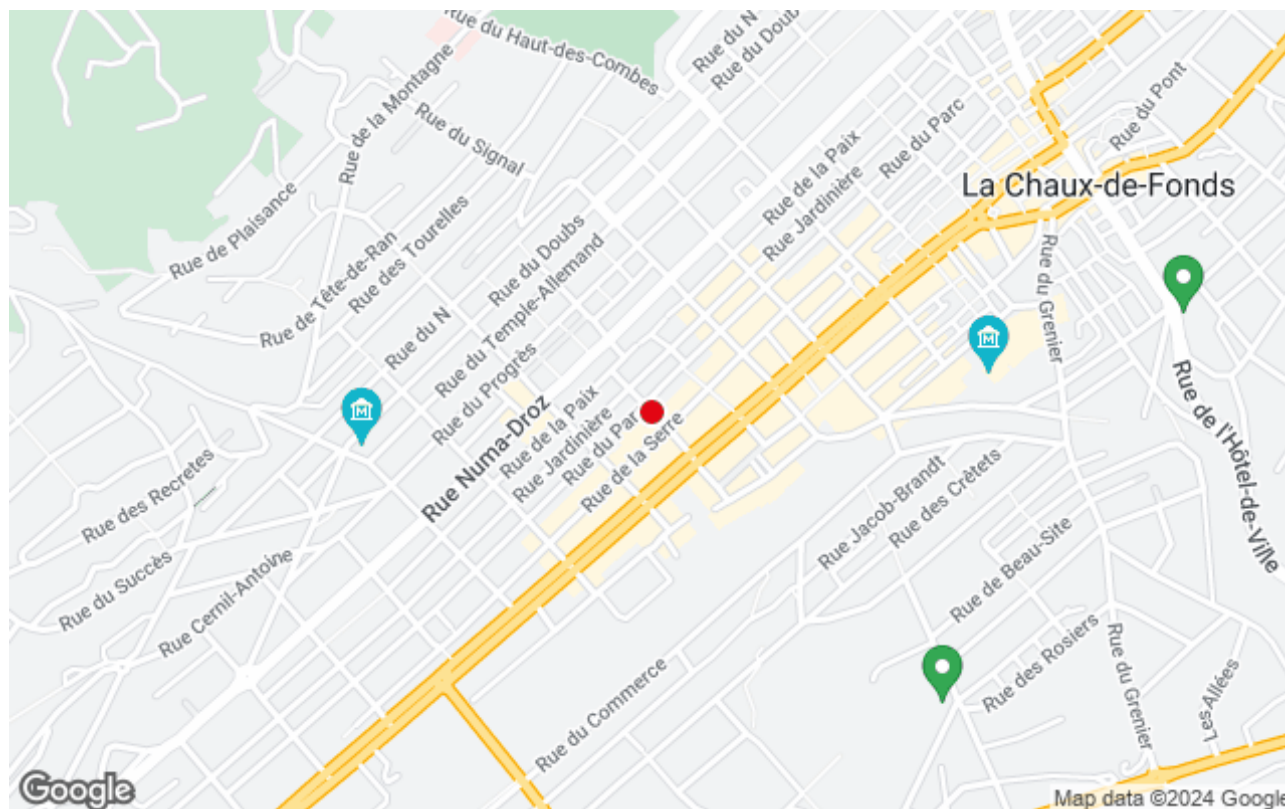 Rue du N
Rue du Doub
Rue du Haut-des-Combes
Rue de la Montagne
Rue du Signal
Rue du Pont
Rue du Parc
Rue de la Paix
Rue Jardinière
La Chaux-de-Fonds
Rue de Plaisance
Rue de Tête-de-Ran
Rue des Tourelles
Rue du Doubs
Rue du Temple-Allemand
Rue du N
Rue du Progrès
Rue du Grenier
Rue de l'Hôtel-de-Ville
Rue Numa-Droz
Rue de la Paix
Rue Jardinière
Rue du Par
Rue de la Serre
Rue des Recretes
Rue du Succès
Rue Cernil-Antoine
Rue Jacob-Brandt
Rue des Crêtets
Rue de Beau-Site
Rue des Rosiers
Rue du Grenier
Les-Allées
Rue du Commerce
Google
Map data ©2024 Google